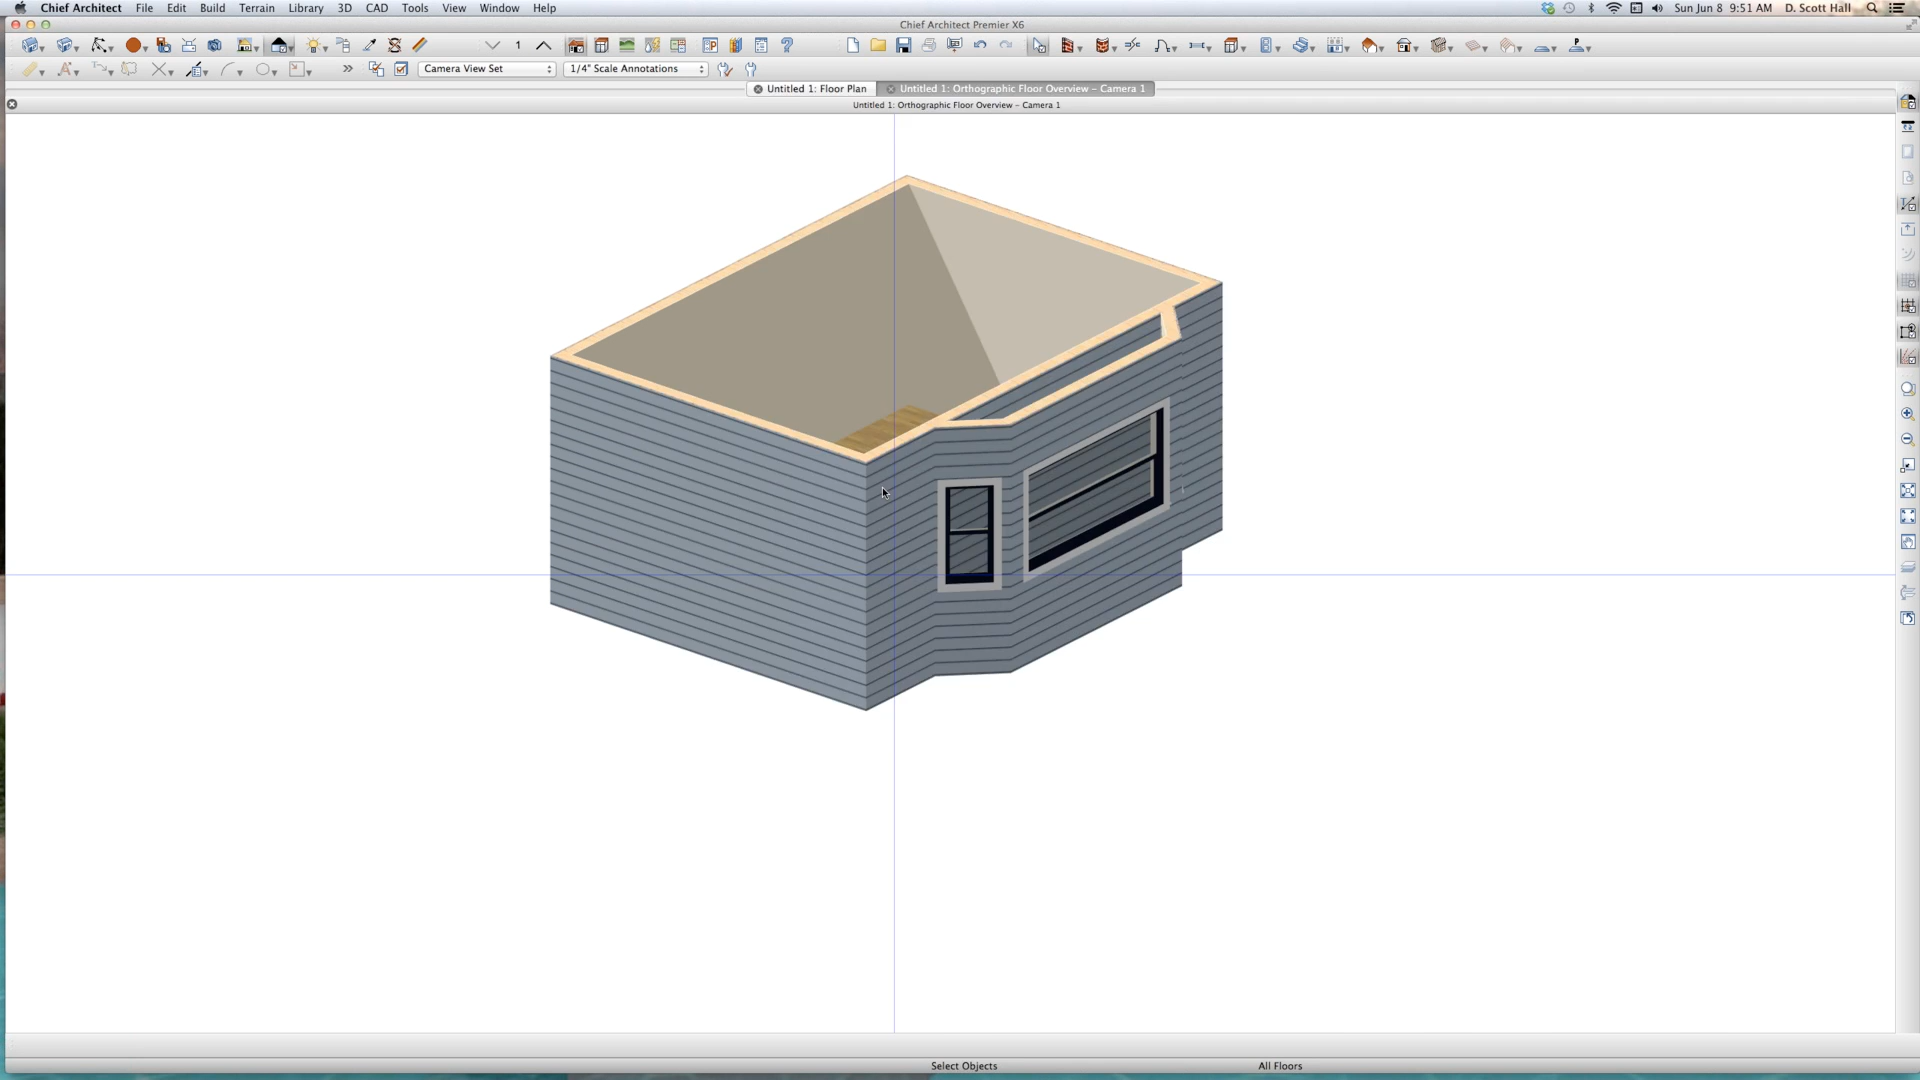 Chief Architect File Edit Build Terrain Library 3D CAD Tools View Window Help Sun Jun 8 9:51 AM D. Scott Hall
Chief Architect Premier X6
1
Camera View Set 1/4" Scale Annotations
Untitled 1: Floor Plan Untitled 1: Orthographic Floor Overview – Camera 1
Untitled 1: Orthographic Floor Overview – Camera 1
Select Objects All Floors